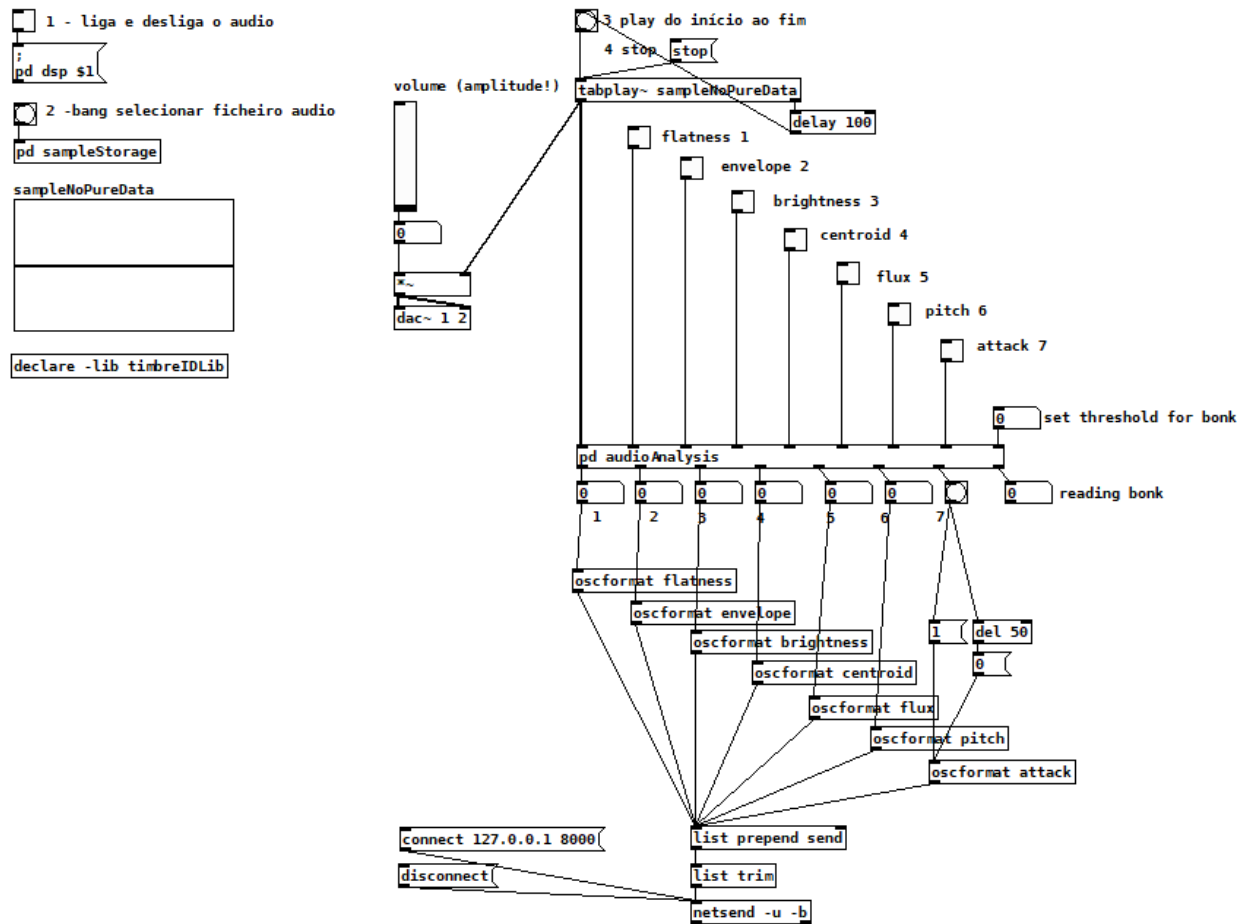 1 - liga e desliga o audio
;
pd dsp $1
2 -bang selecionar ficheiro audio
pd sampleStorage
sampleNoPureData
declare -lib timbreIDLib
volume (amplitude!)
0
*~
dac~ 1 2
3 play do início ao fim
4 stop
stop
tabplay~ sampleNoPureData
delay 100
flatness 1
envelope 2
brightness 3
centroid 4
flux 5
pitch 6
attack 7
0
set threshold for bonk
pd audioAnalysis
0
0
0
0
0
0
0
reading bonk
1
2
3
4
5
6
7
oscformat flatness
oscformat envelope
oscformat brightness
oscformat centroid
oscformat flux
oscformat pitch
1
del 50
0
oscformat attack
connect 127.0.0.1 8000
disconnect
list prepend send
list trim
netsend -u -b